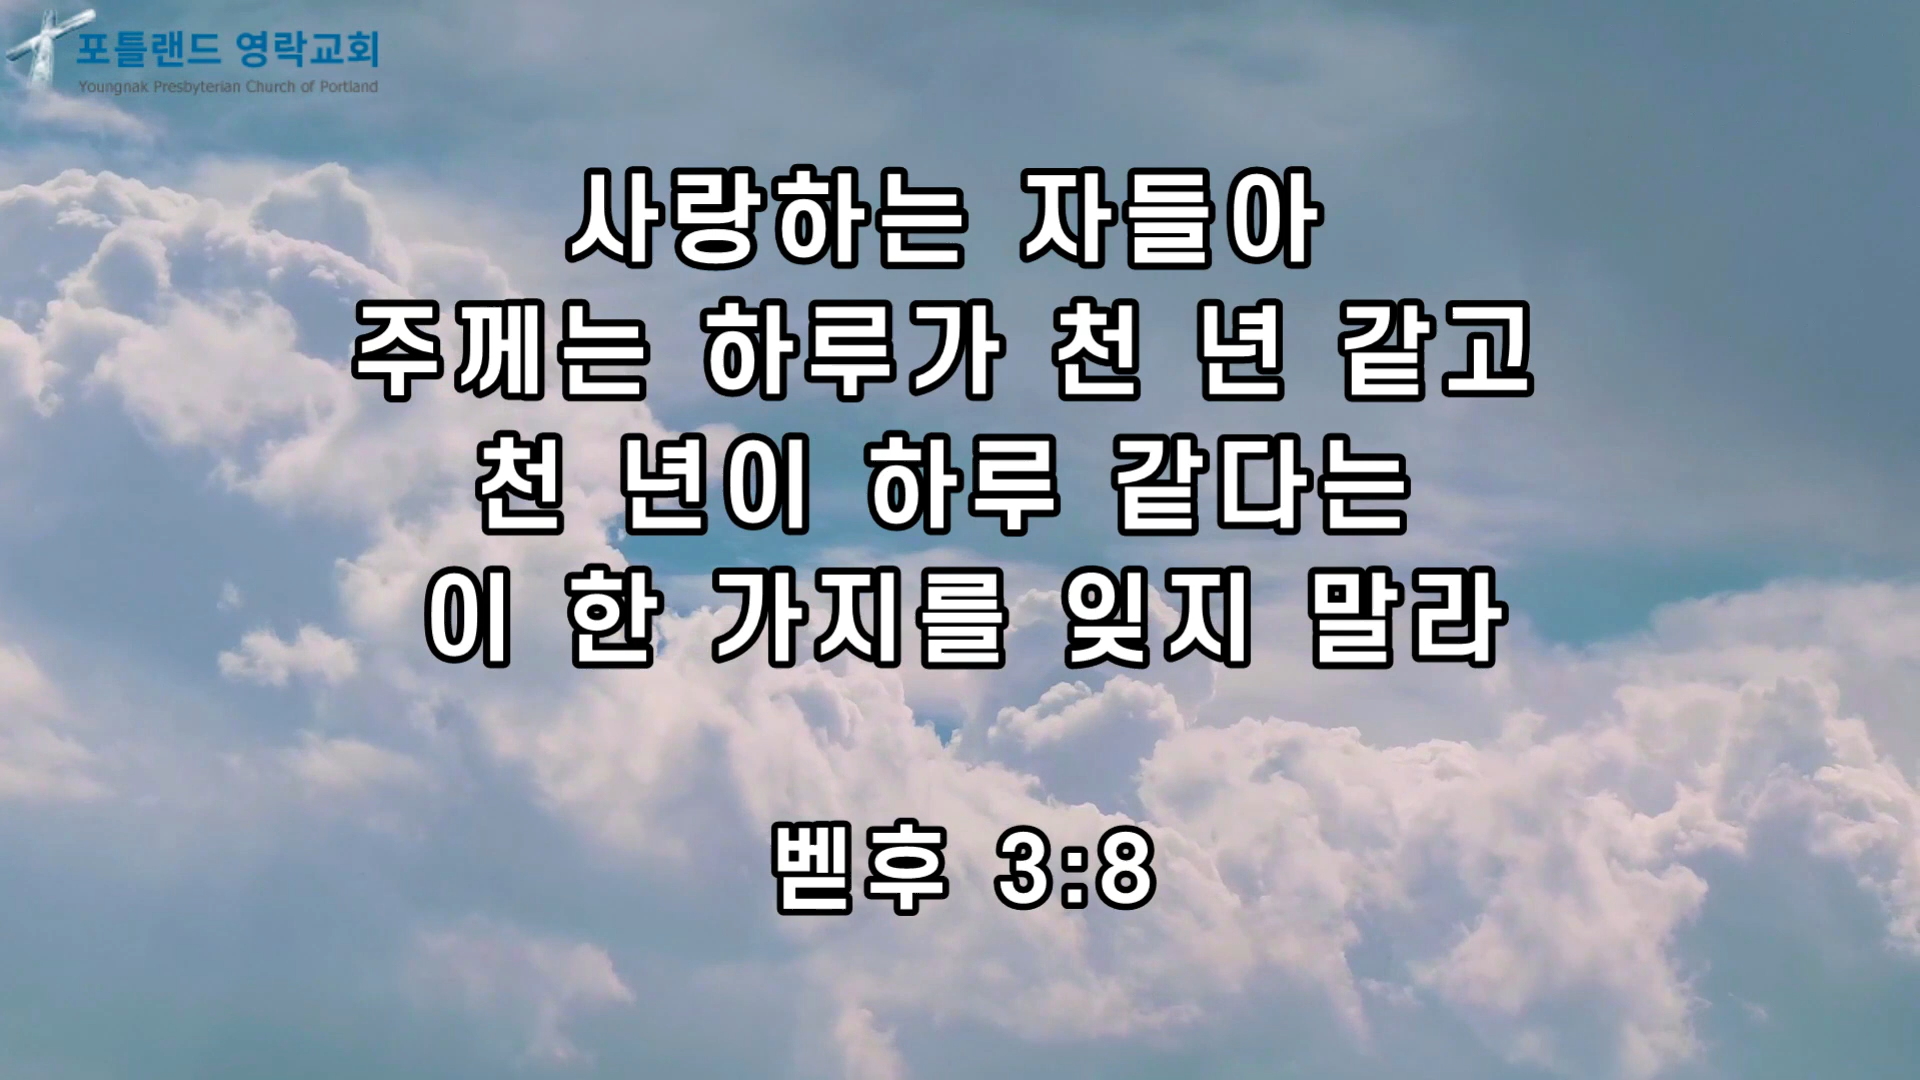 포틀랜드 영락교회
Youngnak Presbyterian Church of Portland
사랑하는 자들아
주께는 하루가 천 년 같고
천 년이 하루 같다는
이 한 가지를 잊지 말라
벧후 3:8